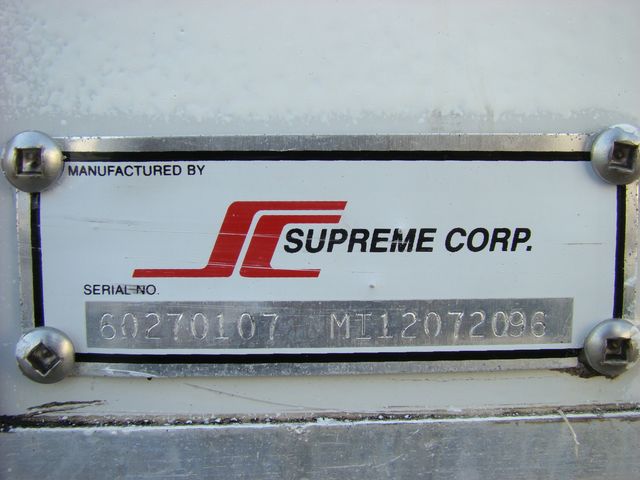 MANUFACTURED BY
SUPREME CORP.
SERIAL NO.
60270107 MI12072096